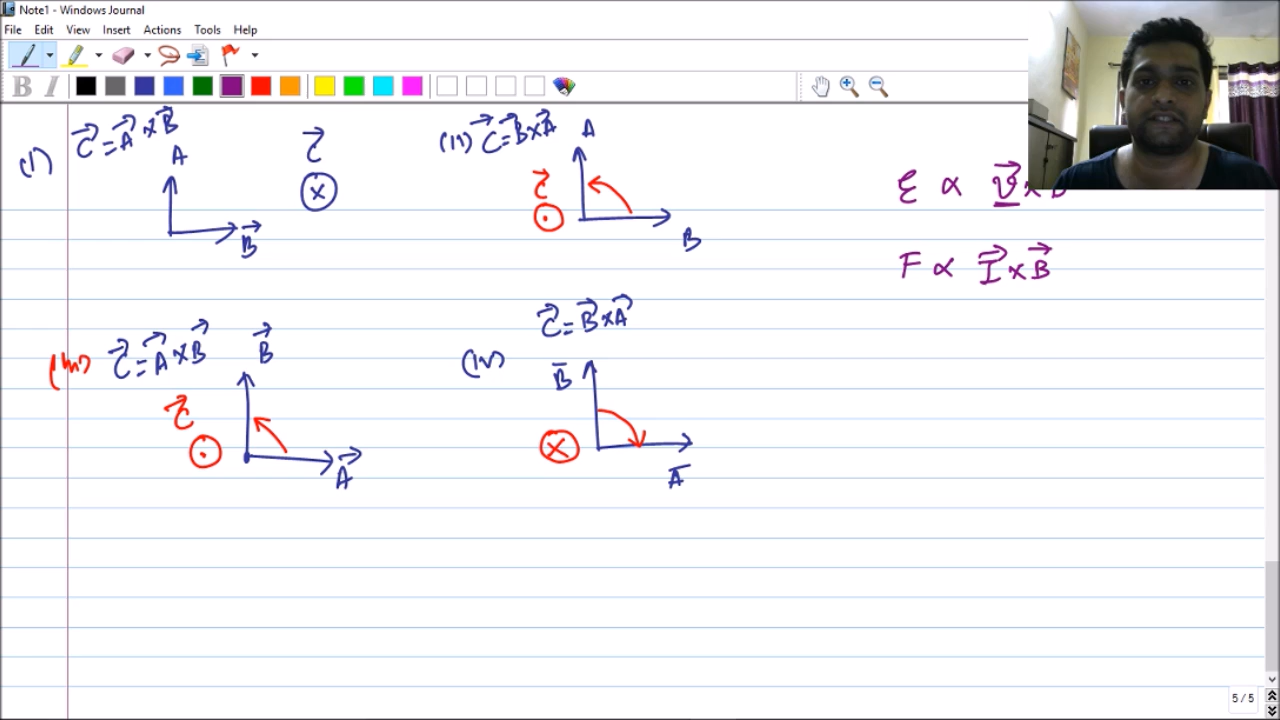 Note1 - Windows Journal
File Edit View Insert Actions Tools Help
B I
(I) C⃗ = A⃗ × B⃗
A
B⃗
C⃗
(II) C⃗ = B⃗ × A⃗
A
B
C⃗
ε ∝ v⃗ × B
F ∝ I⃗ × B⃗
(III) C⃗ = A⃗ × B⃗
B⃗
A⃗
C⃗
(IV) C⃗ = B⃗ × A⃗
B̅
A̅
5 / 5